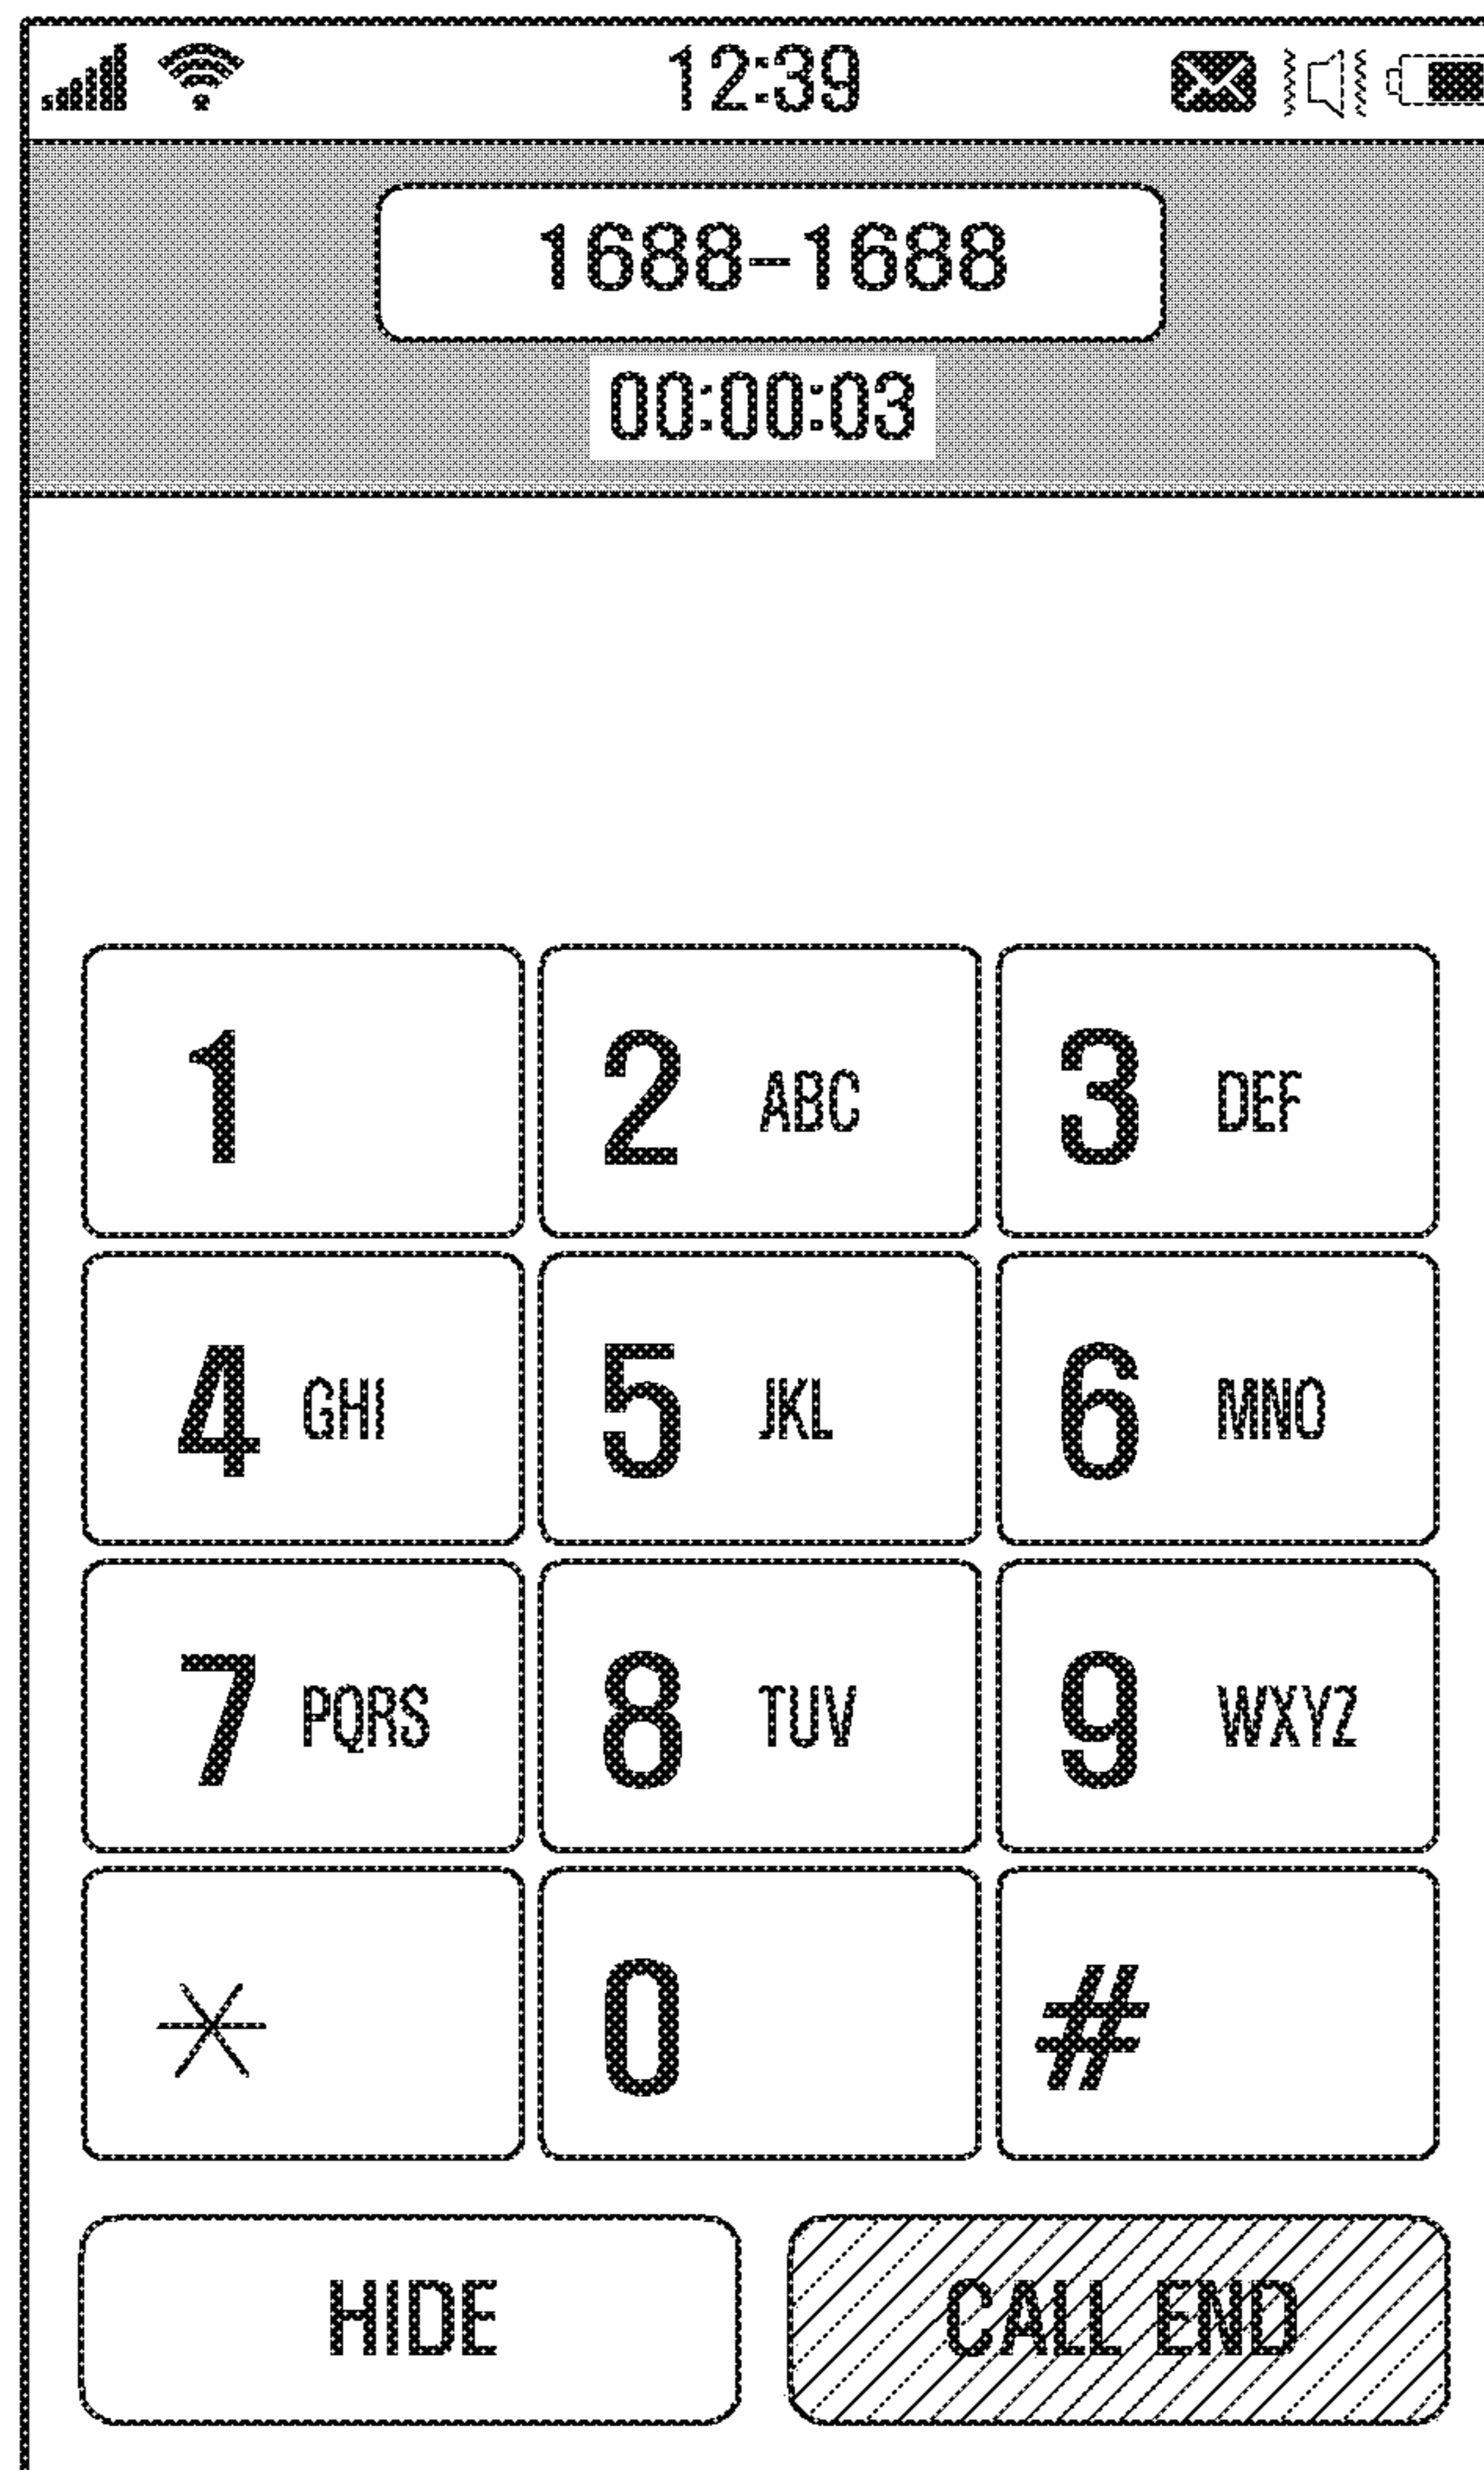 12:39
1688-1688
00:00:03
1
2 ABC
3 DEF
4 GHI
5 JKL
6 MNO
7 PQRS
8 TUV
9 WXYZ
*
0
#
HIDE
CALL END